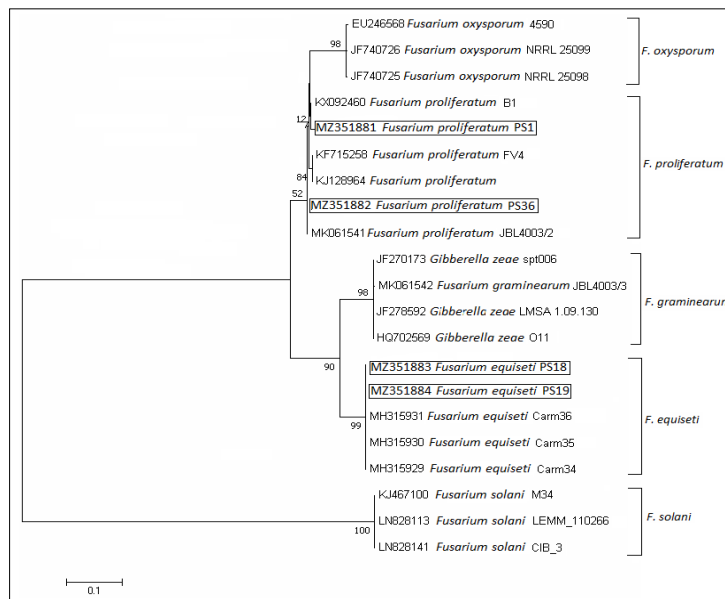 EU246568 Fusarium oxysporum 4590
98
JF740726 Fusarium oxysporum NRRL 25099
F. oxysporum
JF740725 Fusarium oxysporum NRRL 25098
KX092460 Fusarium proliferatum B1
12
MZ351881 Fusarium proliferatum PS1
KF715258 Fusarium proliferatum FV4
F. proliferatum
84
KJ128964 Fusarium proliferatum
52
MZ351882 Fusarium proliferatum PS36
MK061541 Fusarium proliferatum JBL4003/2
JF270173 Gibberella zeae spt006
MK061542 Fusarium graminearum JBL4003/3
98
F. graminearum
JF278592 Gibberella zeae LMSA 1.09.130
HQ702569 Gibberella zeae O11
90
MZ351883 Fusarium equiseti PS18
MZ351884 Fusarium equiseti PS19
MH315931 Fusarium equiseti Carm36
F. equiseti
99
MH315930 Fusarium equiseti Carm35
MH315929 Fusarium equiseti Carm34
KJ467100 Fusarium solani M34
LN828113 Fusarium solani LEMM_110266
F. solani
100
LN828141 Fusarium solani CIB_3
0.1